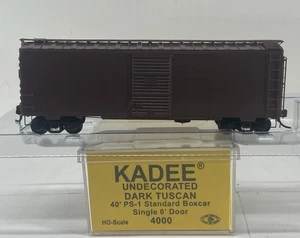 KADEE®
UNDECORATED
DARK TUSCAN
40' PS-1 Standard Boxcar
Single 6' Door
HO-Scale 4000